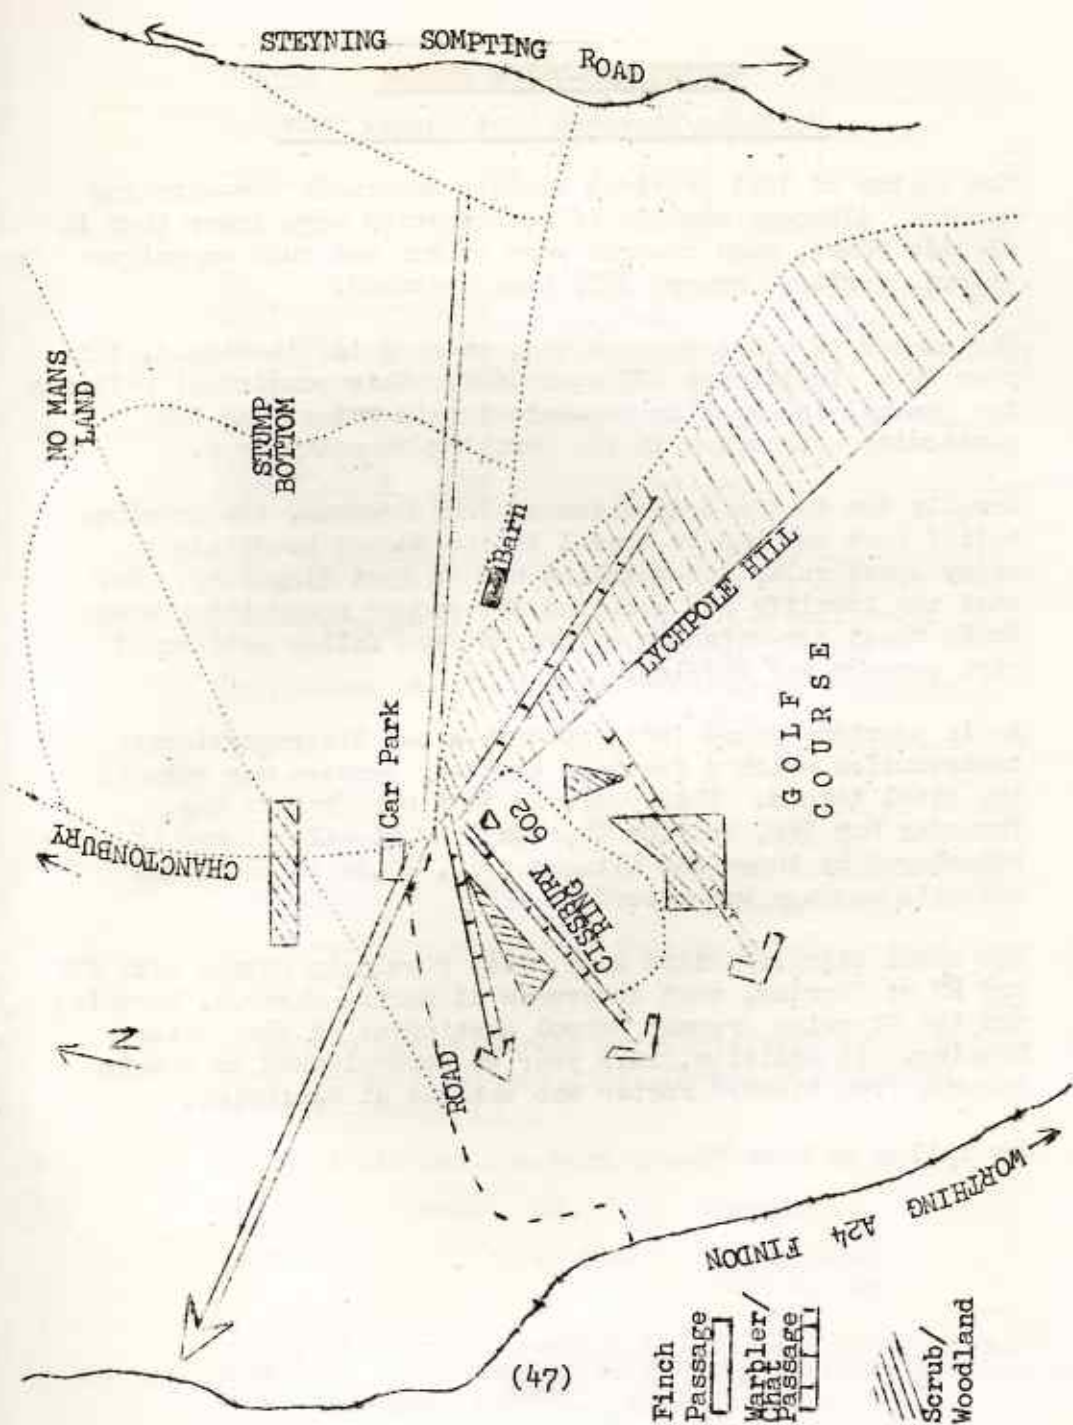 STEYNING SOMPTING ROAD
NO MANS
LAND
STUMP
BOTTOM
Barn
LYCHPOLE HILL
Car Park
CHANCTONBURY
CISSBURY 602
RING
GOLF
COURSE
N
ROAD
WORTHING A24 FINDON
(47)
Finch
Passage
Warbler/
Chat
Passage
Scrub/
Woodland